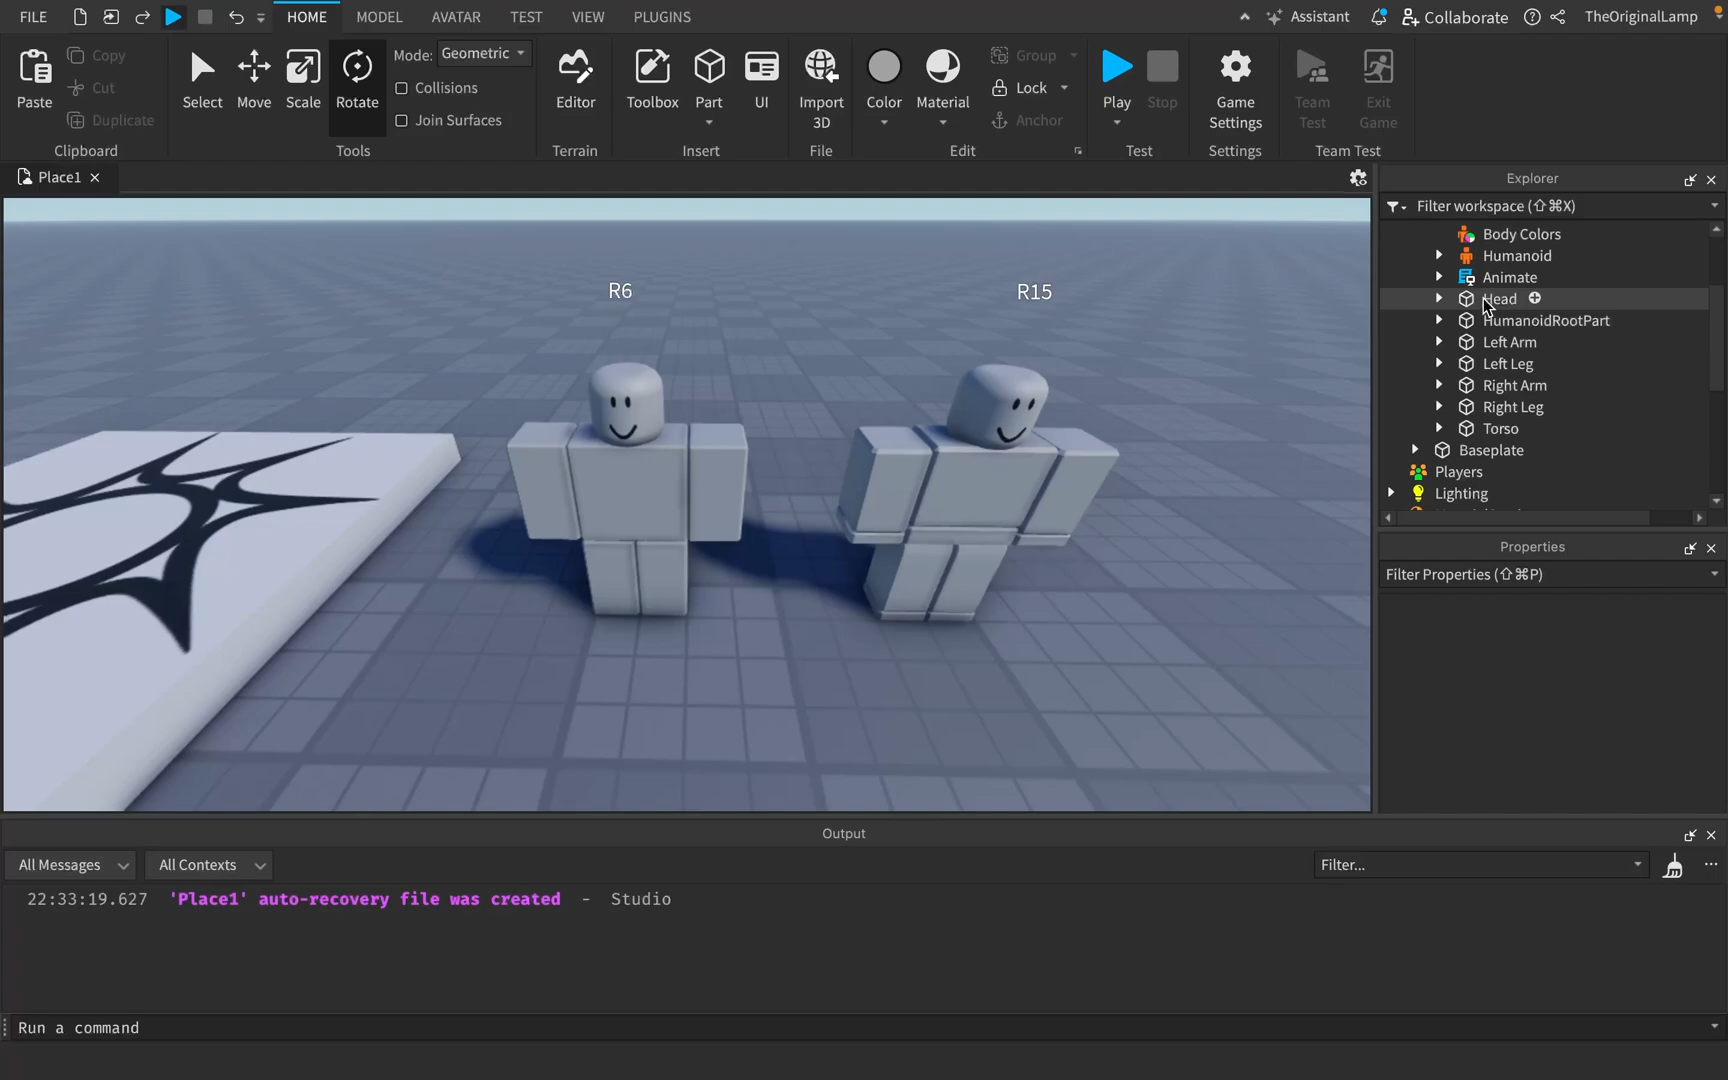 FILE HOME MODEL AVATAR TEST VIEW PLUGINS Assistant Collaborate TheOriginalLamp
Paste Copy Cut Duplicate
Clipboard
Select Move Scale Rotate
Mode: Geometric
Collisions
Join Surfaces
Tools
Editor
Terrain
Toolbox Part UI
Insert
Import
3D
File
Color Material
Group
Lock
Anchor
Edit
Play Stop
Test
Game
Settings
Settings
Team
Test
Exit
Game
Team Test
Place1
R6
R15
Explorer
Filter workspace (⇧⌘X)
Body Colors
Humanoid
Animate
Head
HumanoidRootPart
Left Arm
Left Leg
Right Arm
Right Leg
Torso
Baseplate
Players
Lighting
Properties
Filter Properties (⇧⌘P)
Output
All Messages All Contexts Filter...
22:33:19.627 'Place1' auto-recovery file was created - Studio
Run a command